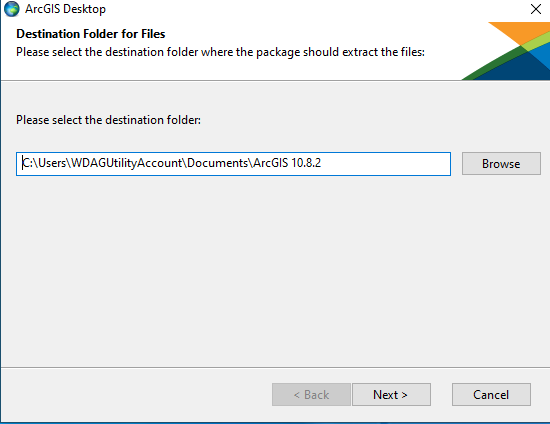 ArcGIS Desktop
Destination Folder for Files
Please select the destination folder where the package should extract the files:
Please select the destination folder:
C:\Users\WDAGUtilityAccount\Documents\ArcGIS 10.8.2
Browse
< Back
Next >
Cancel